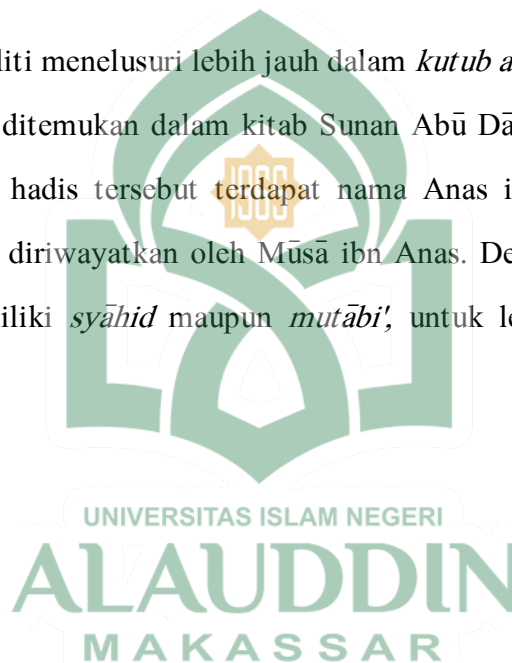 liti menelusuri lebih jauh dalam kutub a
ditemukan dalam kitab Sunan Abū Dā
hadis tersebut terdapat nama Anas i
diriwayatkan oleh Mūsā ibn Anas. De
iliki syāhid maupun mutābi', untuk le
UNIVERSITAS ISLAM NEGERI
ALAUDDIN
MAKASSAR